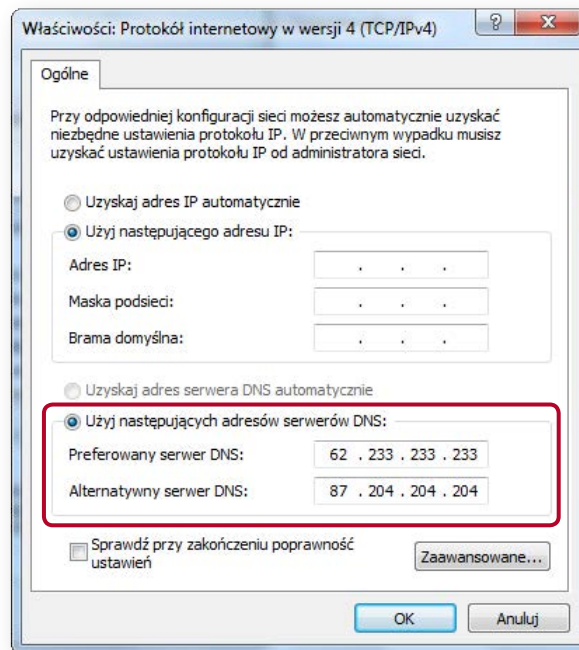 Właściwości: Protokół internetowy w wersji 4 (TCP/IPv4)
Ogólne
Przy odpowiedniej konfiguracji sieci możesz automatycznie uzyskać
niezbędne ustawienia protokołu IP. W przeciwnym wypadku musisz
uzyskać ustawienia protokołu IP od administratora sieci.
Uzyskaj adres IP automatycznie
Użyj następującego adresu IP:
Adres IP: . . .
Maska podsieci: . . .
Brama domyślna: . . .
Uzyskaj adres serwera DNS automatycznie
Użyj następujących adresów serwerów DNS:
Preferowany serwer DNS: 62 . 233 . 233 . 233
Alternatywny serwer DNS: 87 . 204 . 204 . 204
Sprawdź przy zakończeniu poprawność
ustawień
Zaawansowane...
OK Anuluj